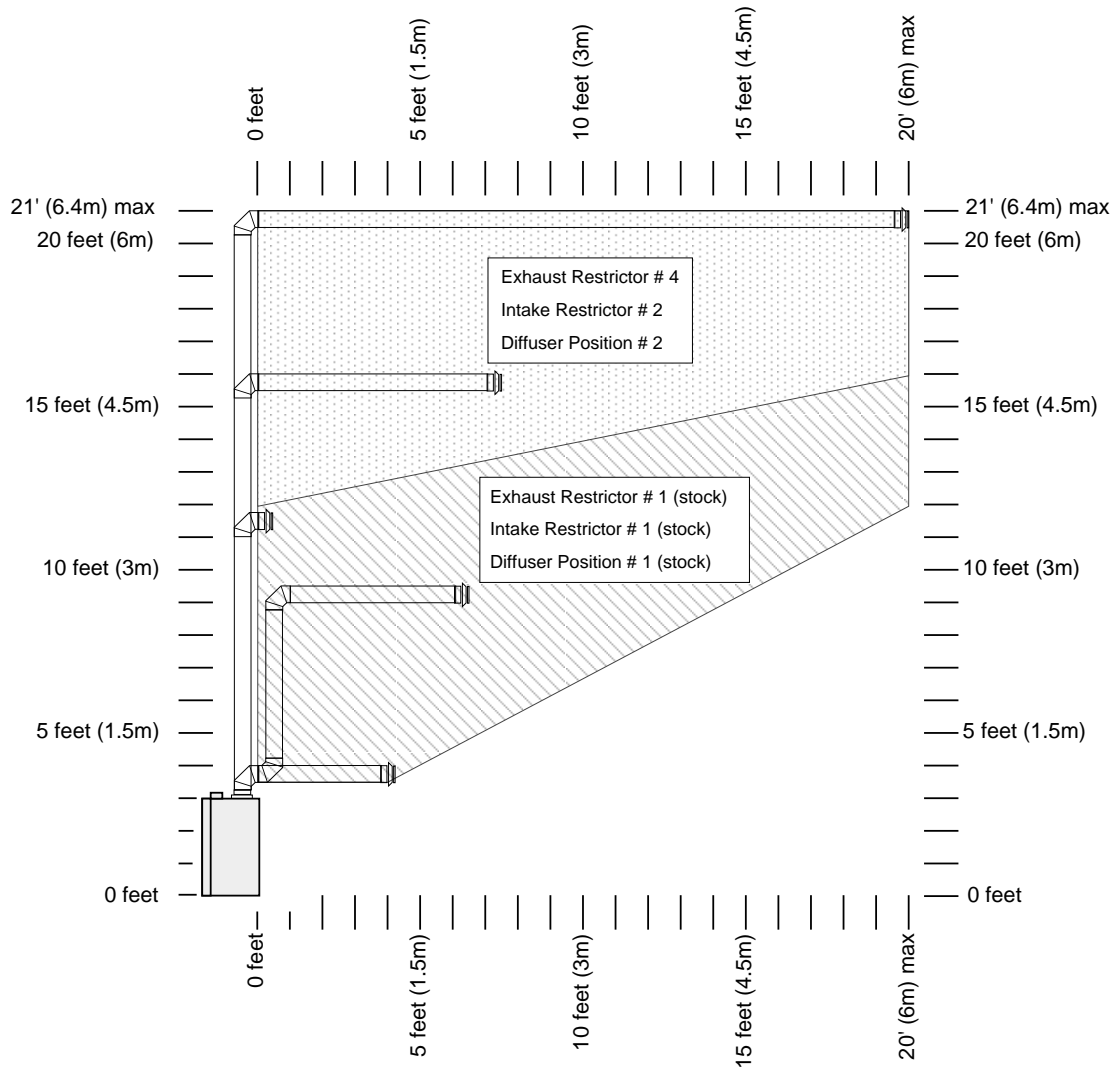 0 feet
5 feet (1.5m)
10 feet (3m)
15 feet (4.5m)
20' (6m) max
21' (6.4m) max
21' (6.4m) max
20 feet (6m)
20 feet (6m)
Exhaust Restrictor # 4
Intake Restrictor # 2
Diffuser Position # 2
15 feet (4.5m)
15 feet (4.5m)
Exhaust Restrictor # 1 (stock)
Intake Restrictor # 1 (stock)
Diffuser Position # 1 (stock)
10 feet (3m)
10 feet (3m)
5 feet (1.5m)
5 feet (1.5m)
0 feet
0 feet
0 feet
5 feet (1.5m)
10 feet (3m)
15 feet (4.5m)
20' (6m) max